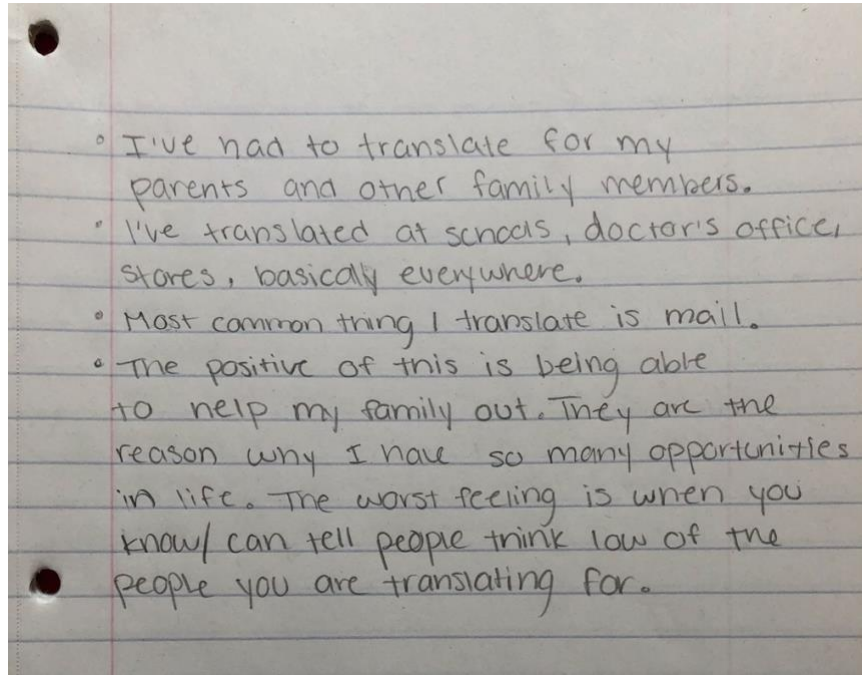 • I've had to translate for my
parents and other family members.
• I've translated at schools, doctor's office,
stores, basically everywhere.
• Most common thing I translate is mail.
• The positive of this is being able
to help my family out. They are the
reason why I have so many opportunities
in life. The worst feeling is when you
know/can tell people think low of the
people you are translating for.